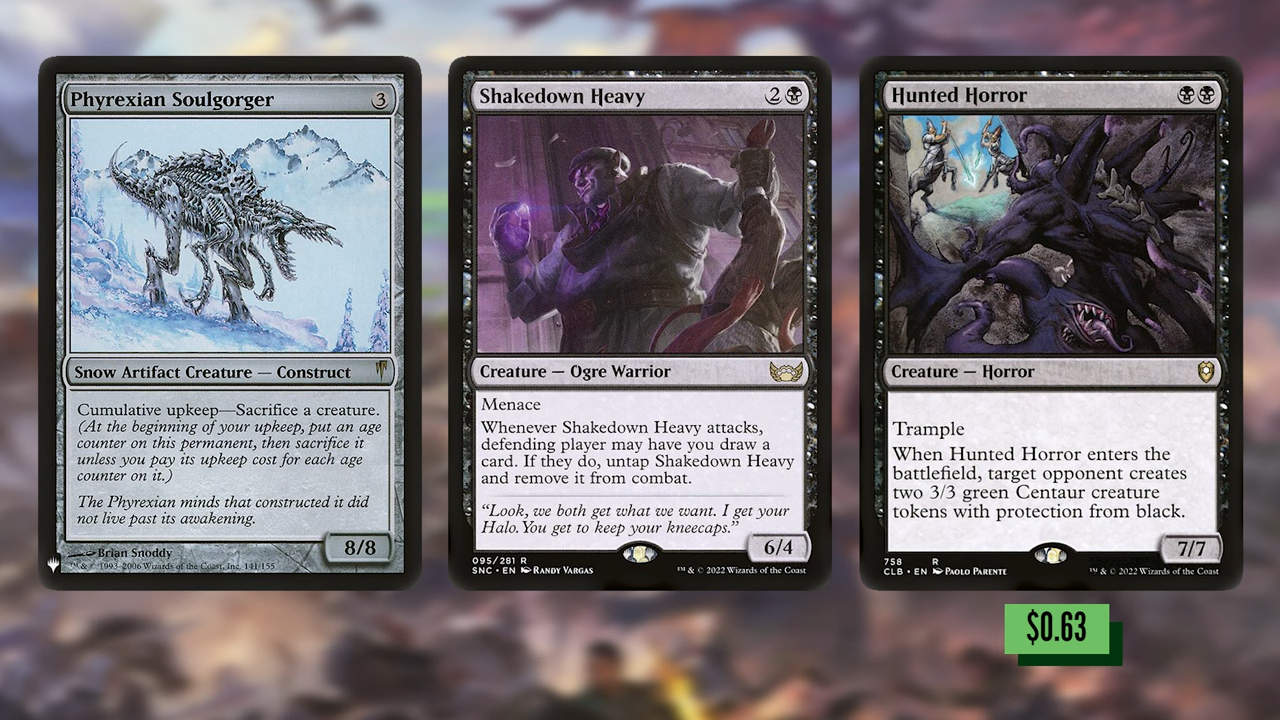 Phyrexian Soulgorger 3
Snow Artifact Creature — Construct
Cumulative upkeep—Sacrifice a creature.
(At the beginning of your upkeep, put an age
counter on this permanent, then sacrifice it
unless you pay its upkeep cost for each age
counter on it.)
The Phyrexian minds that constructed it did
not live past its awakening.
Brian Snoddy
™ & © 1993–2006 Wizards of the Coast, Inc. 141/155
8/8
Shakedown Heavy 2
Creature — Ogre Warrior
Menace
Whenever Shakedown Heavy attacks,
defending player may have you draw a
card. If they do, untap Shakedown Heavy
and remove it from combat.
“Look, we both get what we want. I get your
Halo. You get to keep your kneecaps.”
6/4
095/281 R
SNC • EN Randy Vargas
™ & © 2022 Wizards of the Coast
Hunted Horror
Creature — Horror
Trample
When Hunted Horror enters the
battlefield, target opponent creates
two 3/3 green Centaur creature
tokens with protection from black.
7/7
758 R
CLB • EN Paolo Parente
™ & © 2022 Wizards of the Coast
$0.63